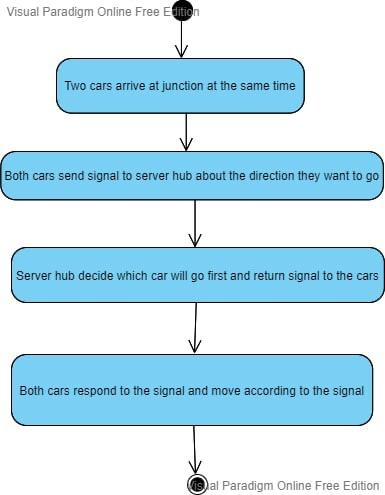 Visual Paradigm Online Free Edition
Two cars arrive at junction at the same time
Both cars send signal to server hub about the direction they want to go
Server hub decide which car will go first and return signal to the cars
Both cars respond to the signal and move according to the signal
Visual Paradigm Online Free Edition